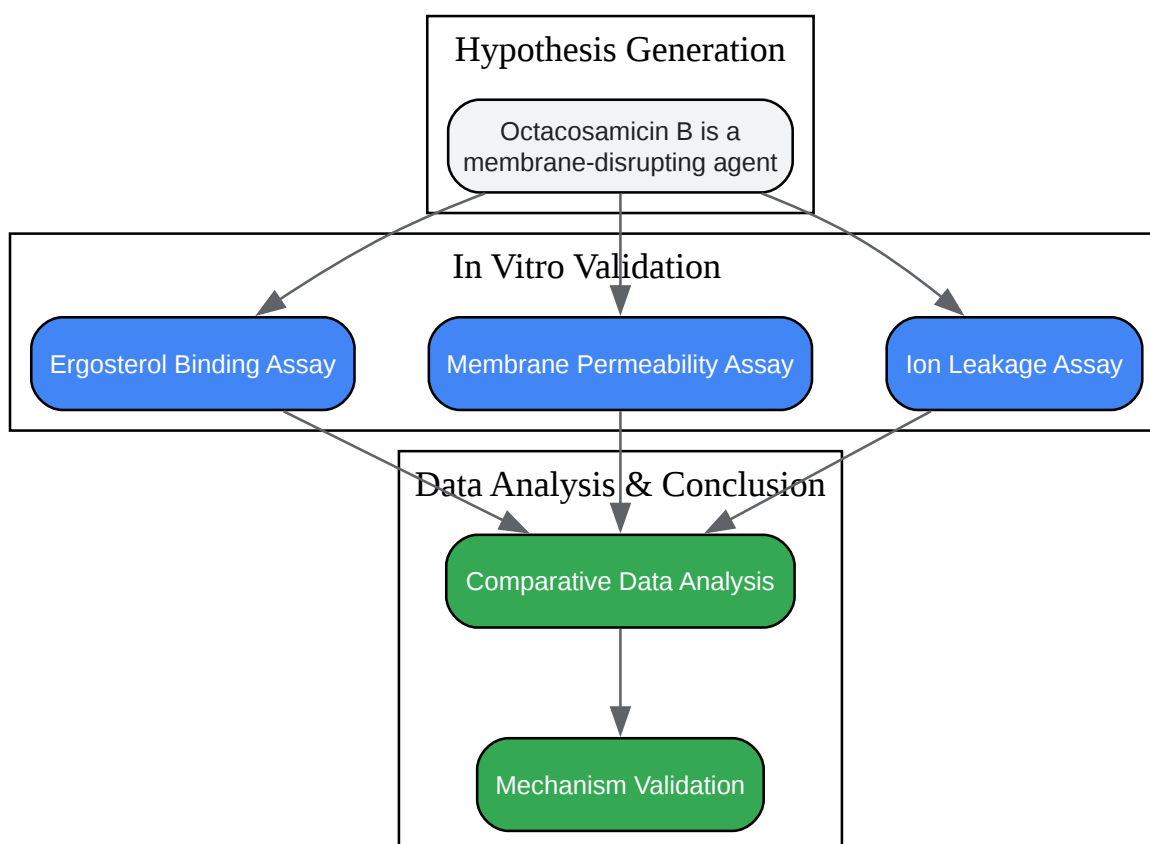 Hypothesis Generation
Octacosamicin B is a
membrane-disrupting agent
In Vitro Validation
Ergosterol Binding Assay
Membrane Permeability Assay
Ion Leakage Assay
Data Analysis & Conclusion
Comparative Data Analysis
Mechanism Validation